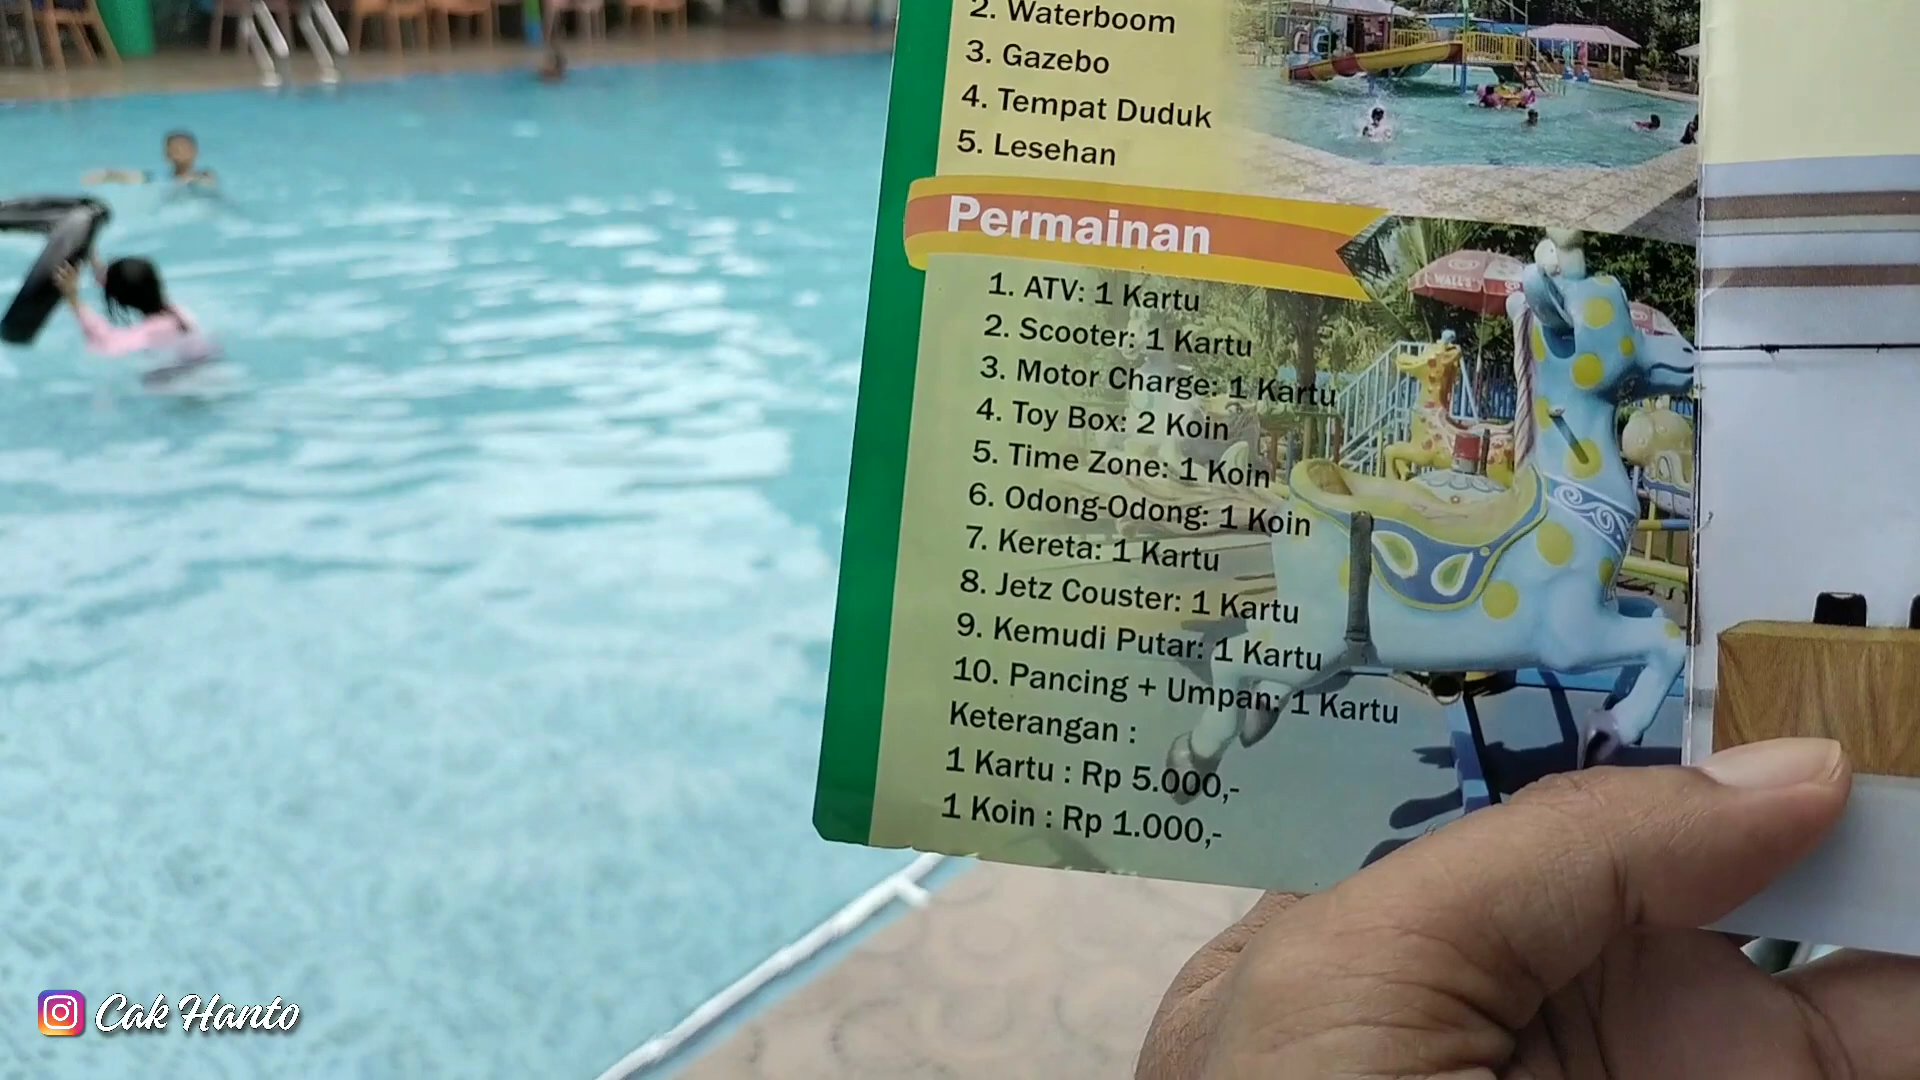 2. Waterboom
3. Gazebo
4. Tempat Duduk
5. Lesehan
Permainan
1. ATV: 1 Kartu
2. Scooter: 1 Kartu
3. Motor Charge: 1 Kartu
4. Toy Box: 2 Koin
5. Time Zone: 1 Koin
6. Odong-Odong: 1 Koin
7. Kereta: 1 Kartu
8. Jetz Couster: 1 Kartu
9. Kemudi Putar: 1 Kartu
10. Pancing + Umpan: 1 Kartu
Keterangan :
1 Kartu : Rp 5.000,-
1 Koin : Rp 1.000,-
WALL'S
Cak Hanto